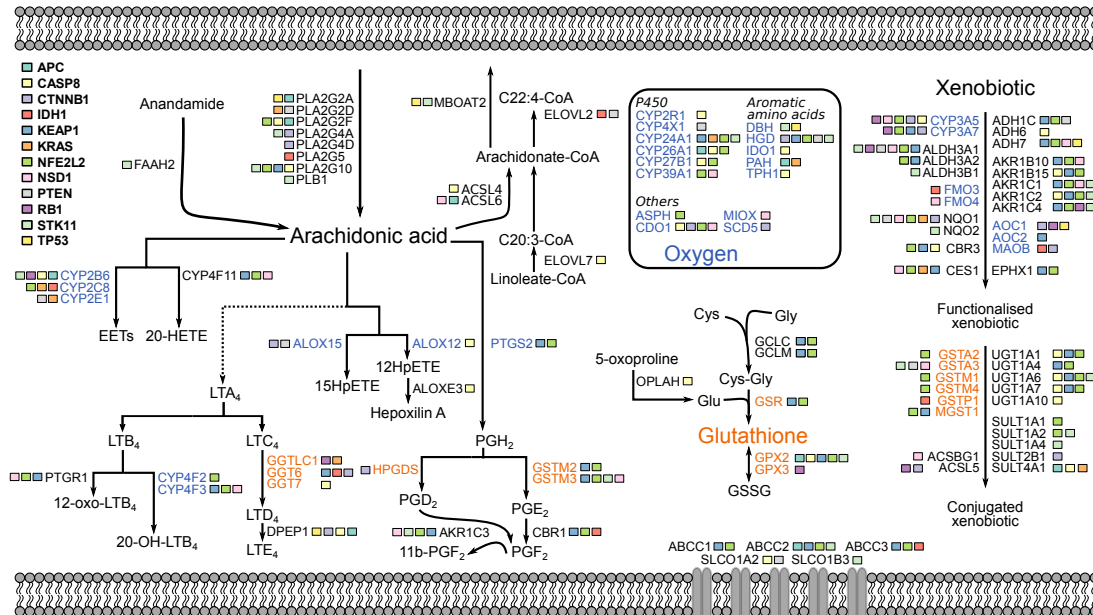 APC
CASP8
CTNNB1
IDH1
KEAP1
KRAS
NFE2L2
NSD1
PTEN
RB1
STK11
TP53
Anandamide
FAAH2
PLA2G2A
PLA2G2D
PLA2G2F
PLA2G4A
PLA2G4D
PLA2G5
PLA2G10
PLB1
MBOAT2
C22:4-CoA
ELOVL2
Arachidonate-CoA
ACSL4
ACSL6
C20:3-CoA
ELOVL7
Linoleate-CoA
Arachidonic acid
P450
CYP2R1
CYP4X1
CYP24A1
CYP26A1
CYP27B1
CYP39A1
Aromatic
amino acids
DBH
HGD
IDO1
PAH
TPH1
Others
ASPH
CDO1
MIOX
SCD5
Oxygen
Xenobiotic
CYP3A5
CYP3A7
ALDH3A1
ALDH3A2
ALDH3B1
FMO3
FMO4
NQO1
NQO2
CBR3
CES1
ADH1C
ADH6
ADH7
AKR1B10
AKR1B15
AKR1C1
AKR1C2
AKR1C4
AOC1
AOC2
MAOB
EPHX1
Functionalised
xenobiotic
GSTA2
GSTA3
GSTM1
GSTM4
GSTP1
MGST1
ACSBG1
ACSL5
UGT1A1
UGT1A4
UGT1A6
UGT1A7
UGT1A10
SULT1A1
SULT1A2
SULT1A4
SULT2B1
SULT4A1
Conjugated
xenobiotic
CYP2B6
CYP2C8
CYP2E1
CYP4F11
EETs
20-HETE
ALOX15
ALOX12
15HpETE
12HpETE
ALOXE3
Hepoxilin A
PTGS2
LTA4
LTB4
LTC4
PTGR1
CYP4F2
CYP4F3
12-oxo-LTB4
20-OH-LTB4
GGTLC1
GGT6
GGT7
LTD4
DPEP1
LTE4
PGH2
HPGDS
GSTM2
GSTM3
PGD2
PGE2
AKR1C3
CBR1
11b-PGF2
PGF2
Cys
Gly
GCLC
GCLM
5-oxoproline
OPLAH
Cys-Gly
Glu
GSR
Glutathione
GPX2
GPX3
GSSG
ABCC1
ABCC2
ABCC3
SLCO1A2
SLCO1B3